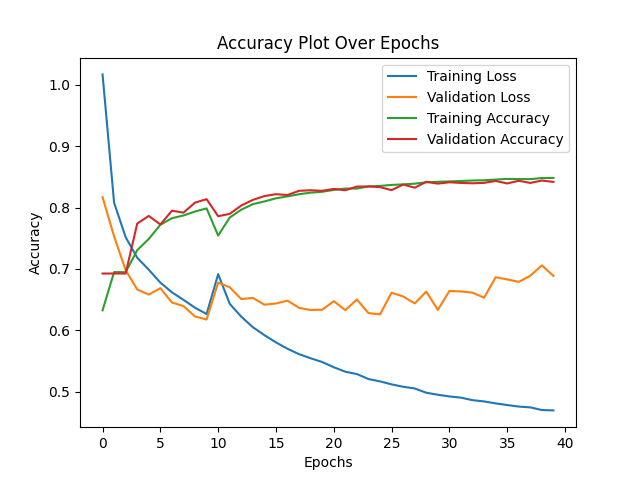 Accuracy Plot Over Epochs
Training Loss
Validation Loss
Training Accuracy
Validation Accuracy
1.0
0.9
0.8
0.7
0.6
0.5
Accuracy
0 5 10 15 20 25 30 35 40
Epochs